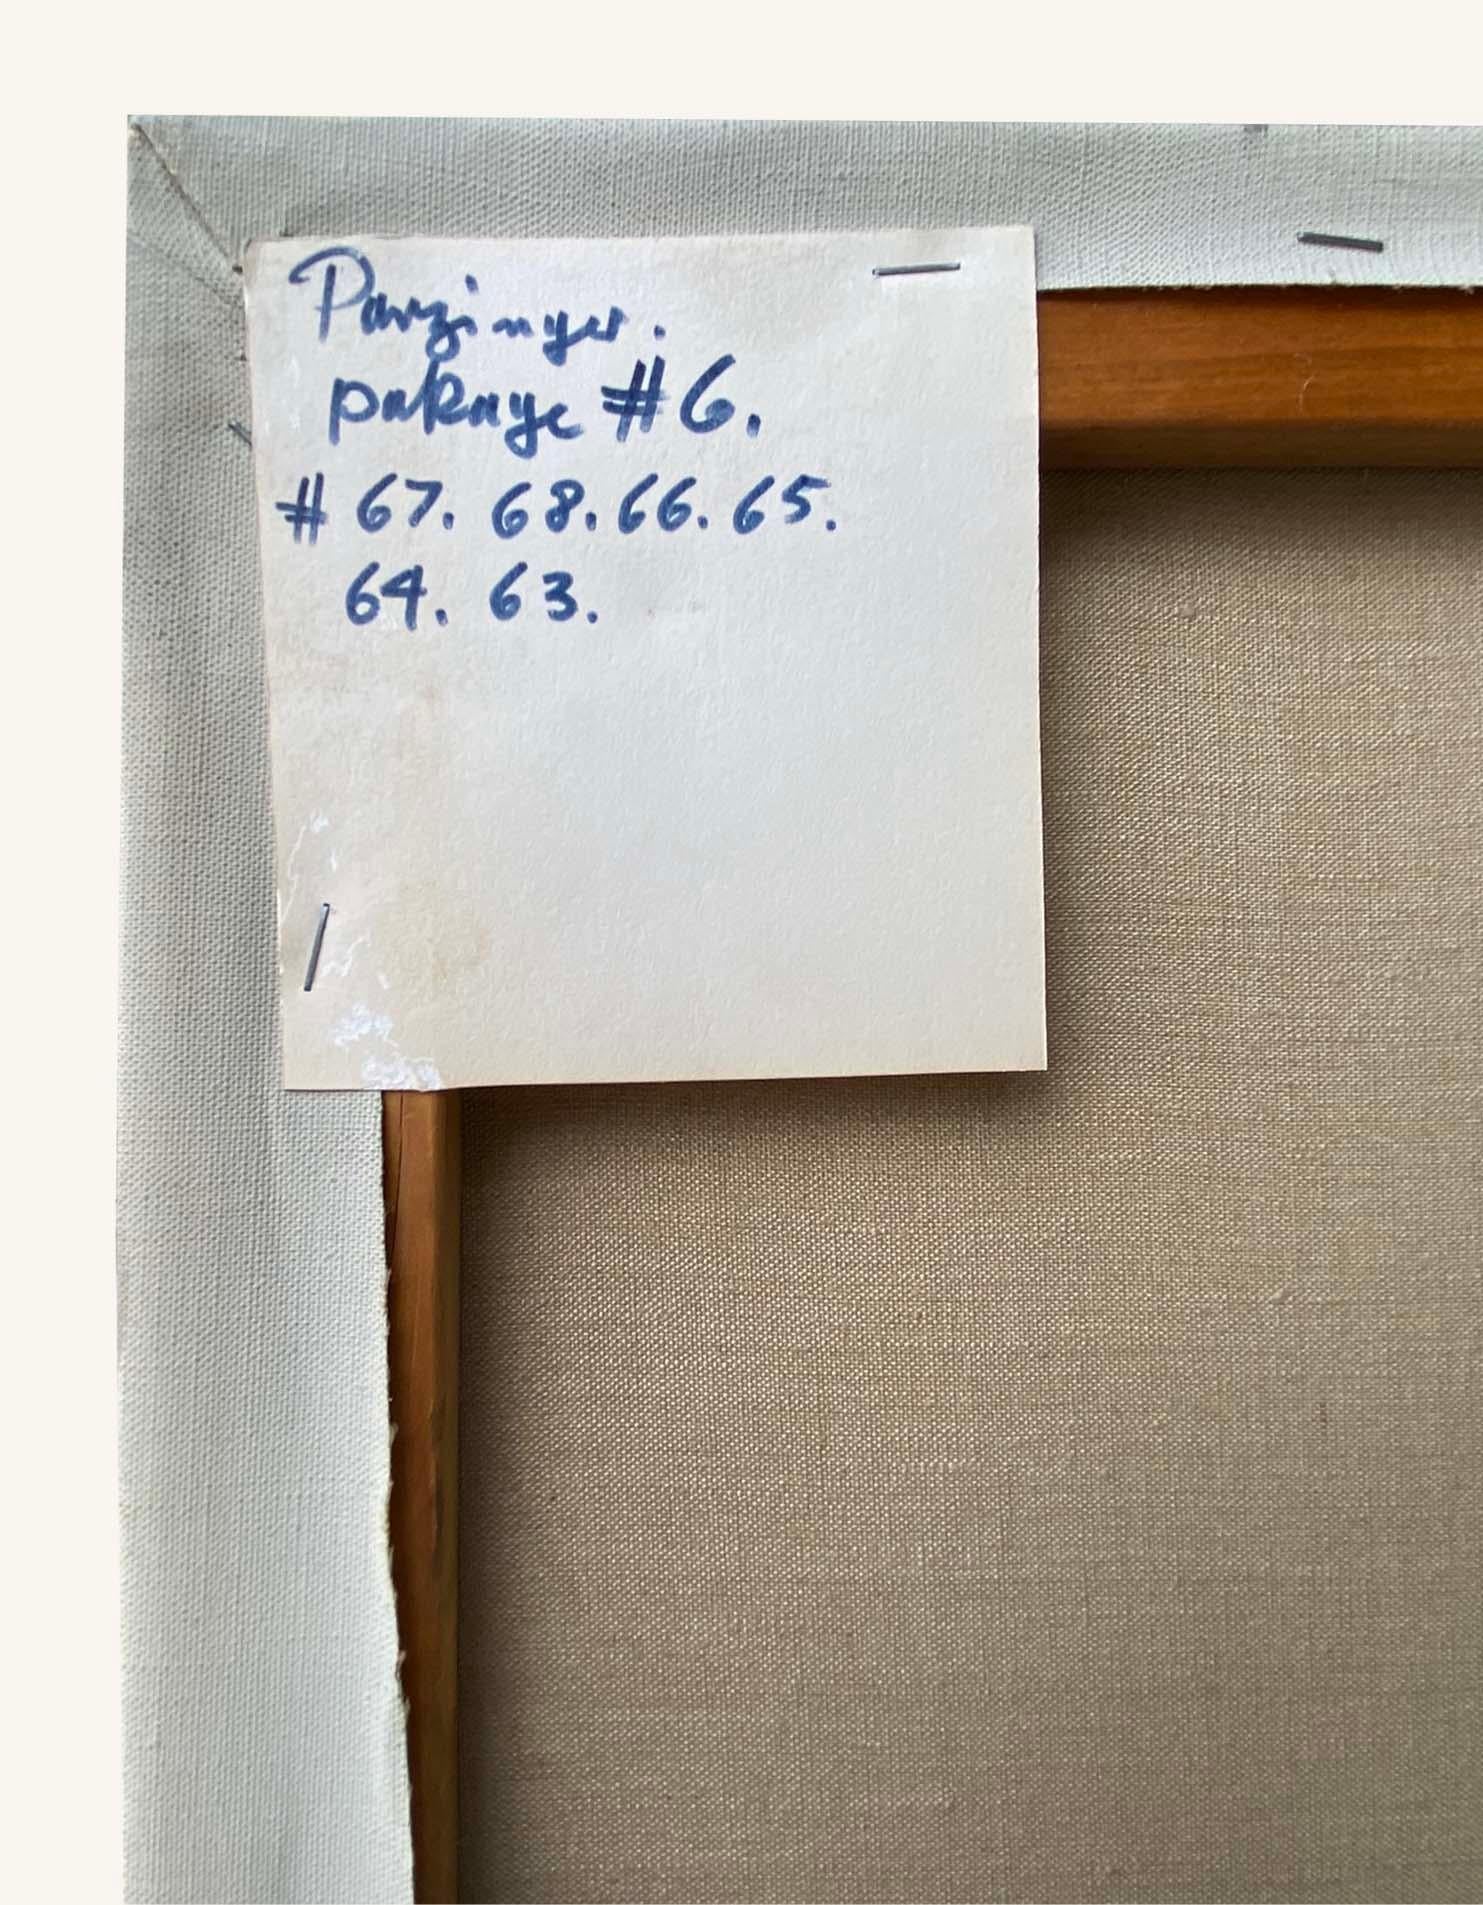 Parzinger.
pakage #6.
# 67. 68. 66. 65.
64. 63.